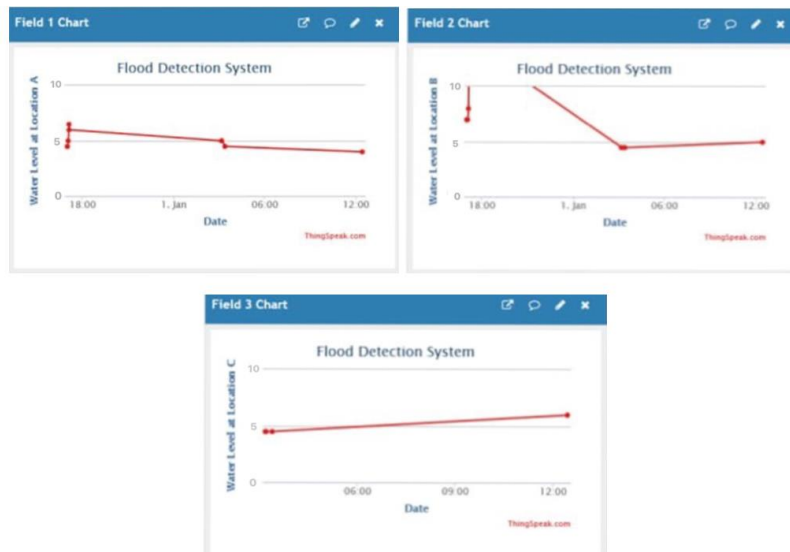 Field 1 Chart
Flood Detection System
Water Level at Location A
10
5
0
18:00
1. Jan
06:00
12:00
Date
ThingSpeak.com
Field 2 Chart
Flood Detection System
Water Level at Location B
10
5
0
18:00
1. Jan
06:00
12:00
Date
ThingSpeak.com
Field 3 Chart
Flood Detection System
Water Level at Location C
10
5
0
06:00
09:00
12:00
Date
ThingSpeak.com